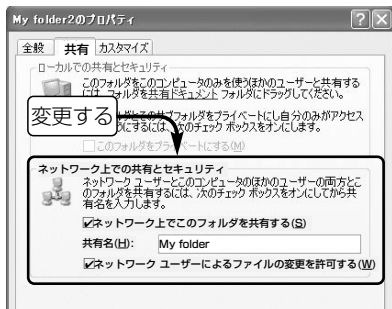 My folder2のプロパティ
全般 共有 カスタマイズ
ローカルでの共有とセキュリティ
このフォルダをこのコンピュータのみを使うほかのユーザーと共有する
には、フォルダを共有ドキュメント フォルダにドラッグしてください。
変更する
フォルダをプライベートにし自分のみがアクセス
にするには、次のチェック ボックスをオンにします。
このフォルダをプライベートにする(M)
ネットワーク上での共有とセキュリティ
ネットワーク ユーザーとこのコンピュータのほかのユーザーの両方とこ
のフォルダを共有するには、次のチェック ボックスをオンにしてから共
有名を入力します。
ネットワーク上でこのフォルダを共有する(S)
共有名(H): My folder
ネットワーク ユーザーによるファイルの変更を許可する(W)